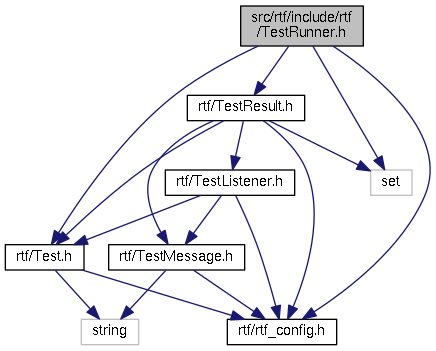 src/rtf/include/rtf
/TestRunner.h
rtf/TestResult.h
rtf/TestListener.h
set
rtf/Test.h
rtf/TestMessage.h
string
rtf/rtf_config.h